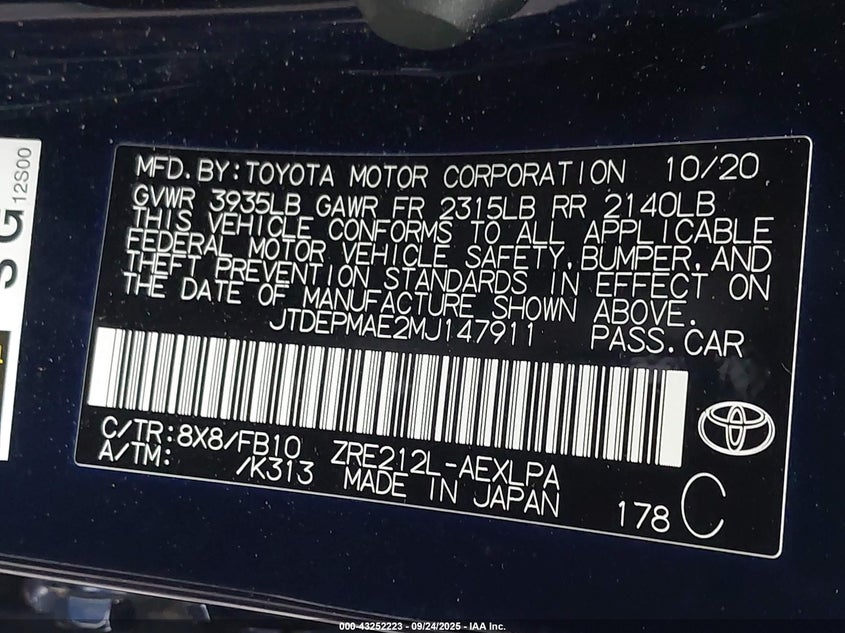 MFD. BY: TOYOTA MOTOR CORPORATION 10/20
GVWR 3935LB GAWR FR 2315LB RR 2140LB
THIS VEHICLE CONFORMS TO ALL APPLICABLE
FEDERAL MOTOR VEHICLE SAFETY, BUMPER, AND
THEFT PREVENTION STANDARDS IN EFFECT ON
THE DATE OF MANUFACTURE SHOWN ABOVE.
JTDEPMAE2MJ147911 PASS. CAR
C/TR: 8X8/FB10 ZRE212L-AEXLPA
A/TM: /K313 MADE IN JAPAN
178 C
12S00
000-43252223 - 09/24/2025 - IAA Inc.